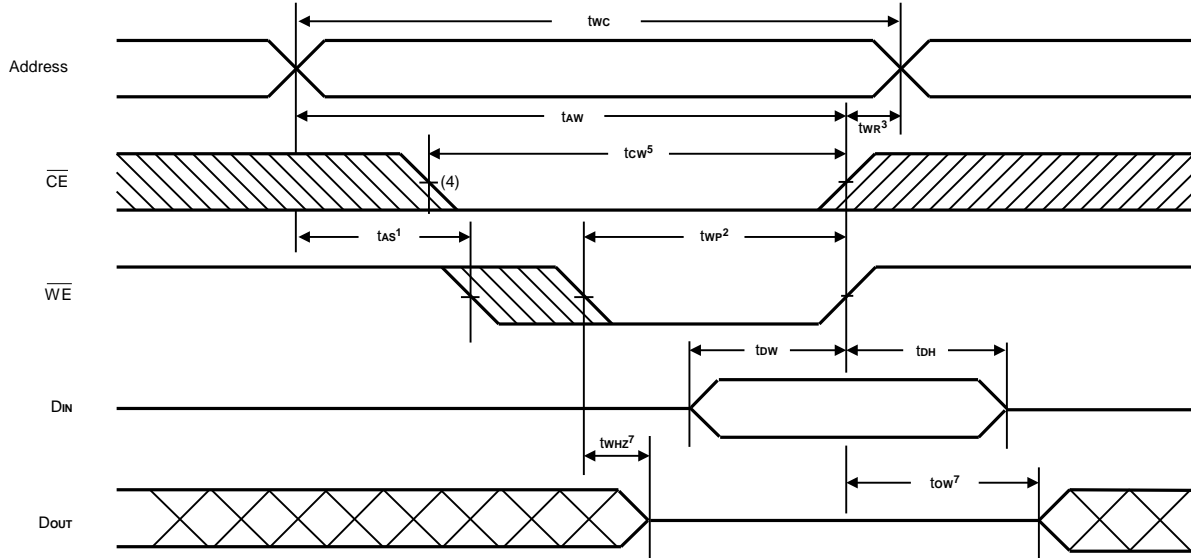 tWC
Address
tAW
tWR3
tCW5
CE
(4)
tAS1
tWP2
WE
tDW
tDH
DIN
tWHZ7
tOW7
DOUT